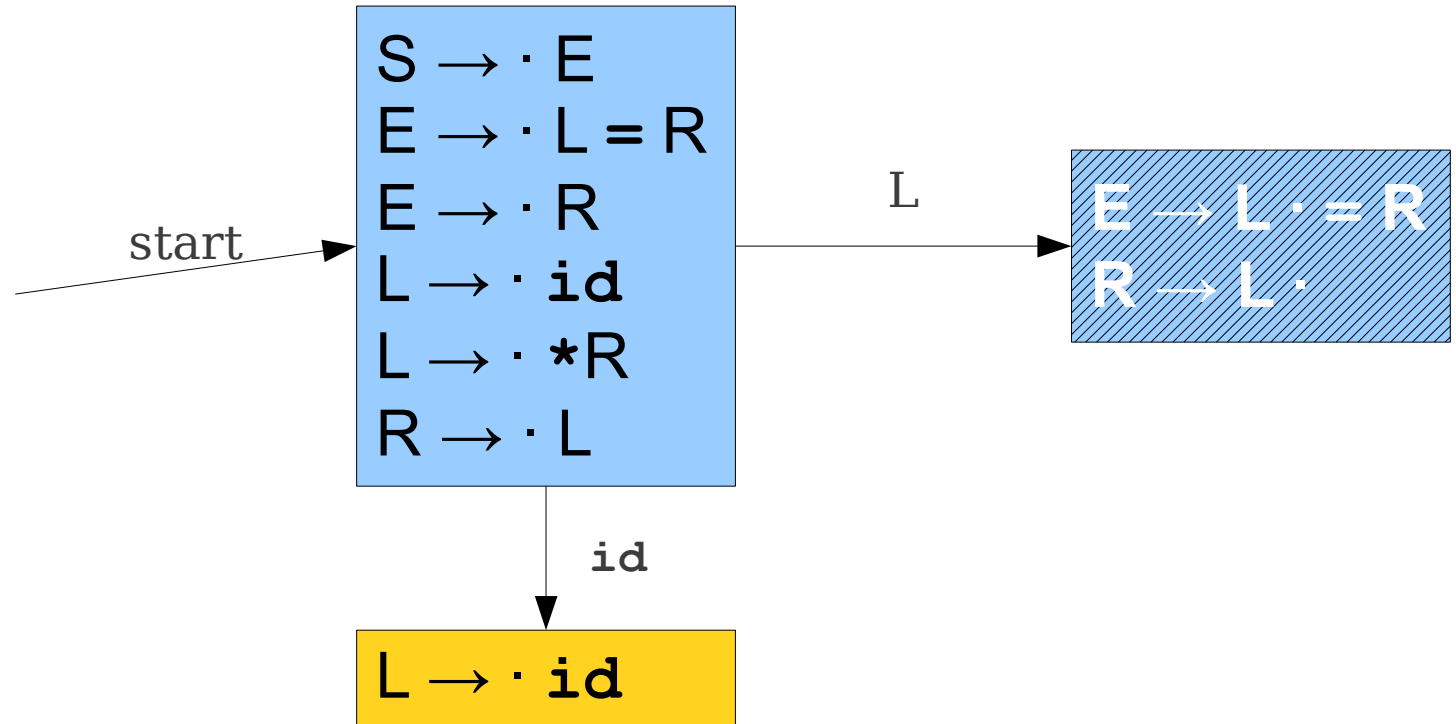 S → · E
E → · L = R
E → · R
L → · id
L → · *R
R → · L
start
L
E → L · = R
R → L ·
id
L → · id